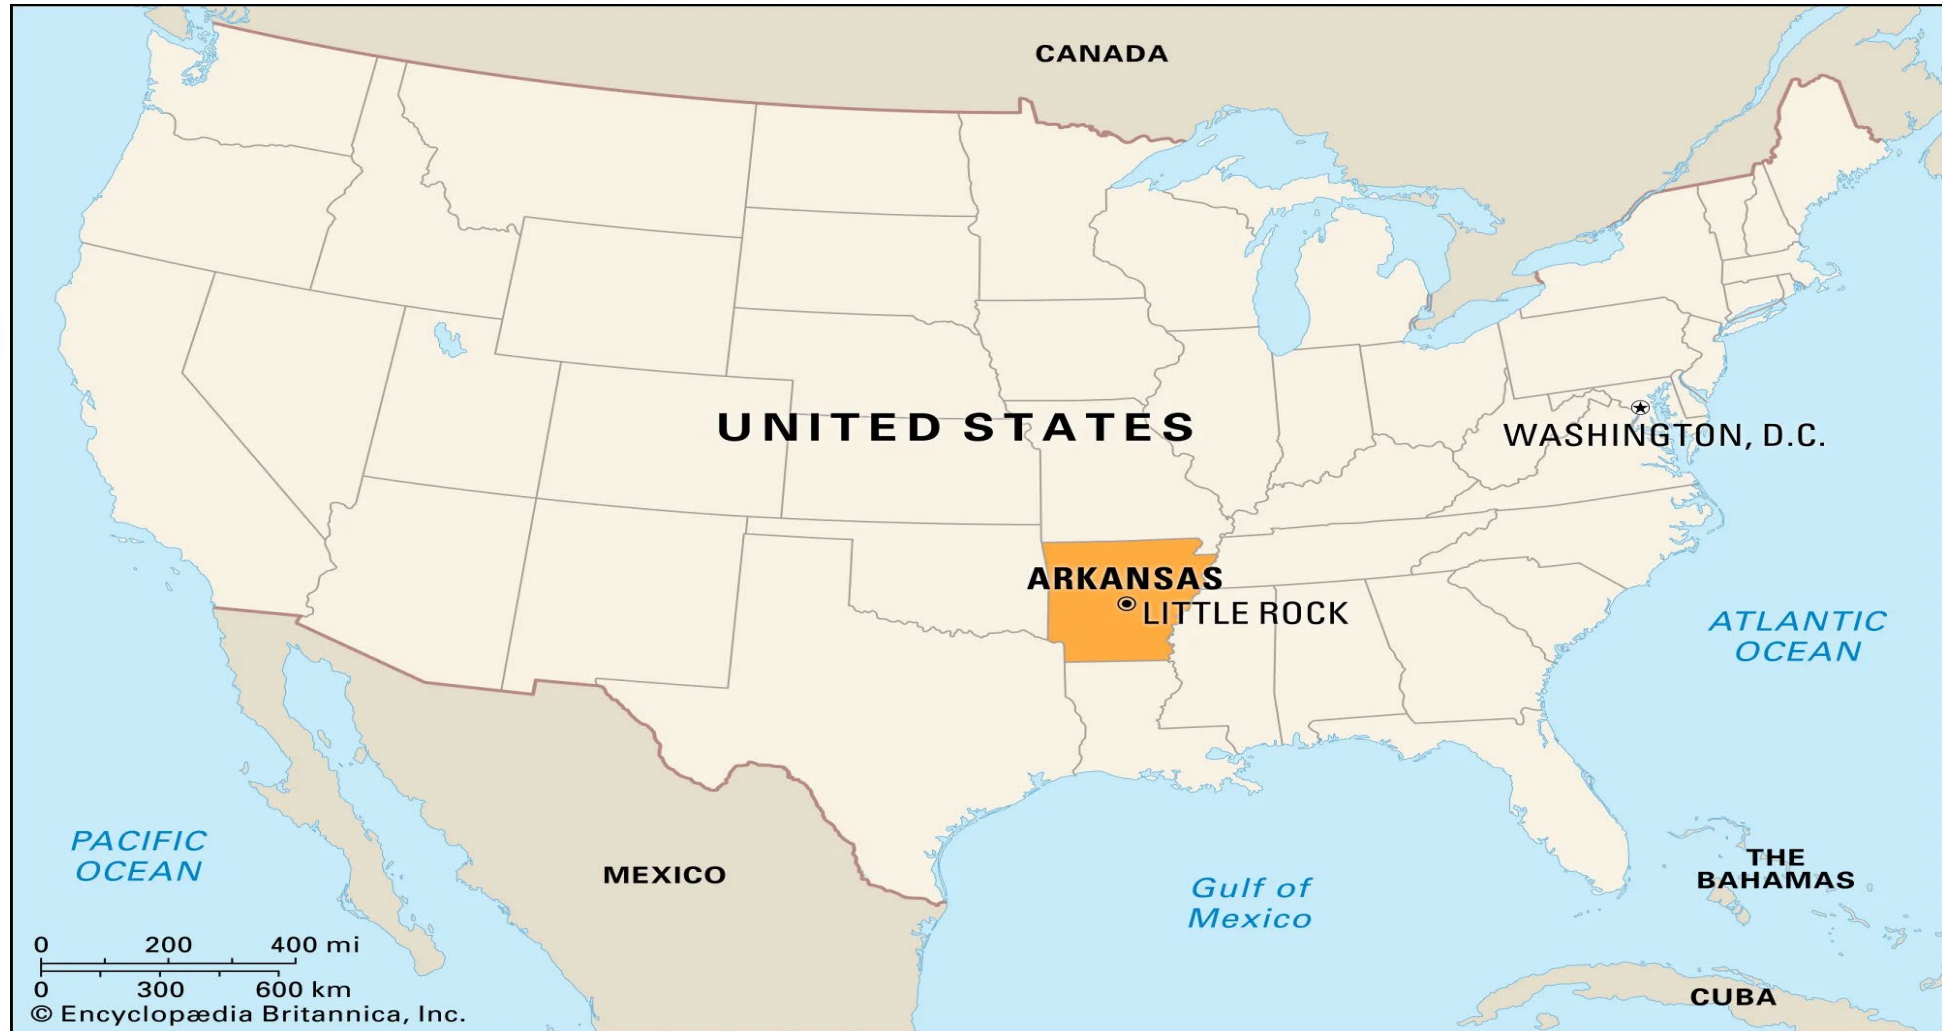 CANADA
UNITED STATES
WASHINGTON, D.C.
ARKANSAS
LITTLE ROCK
ATLANTIC
OCEAN
PACIFIC
OCEAN
MEXICO
Gulf of
Mexico
THE
BAHAMAS
CUBA
0 200 400 mi
0 300 600 km
© Encyclopædia Britannica, Inc.